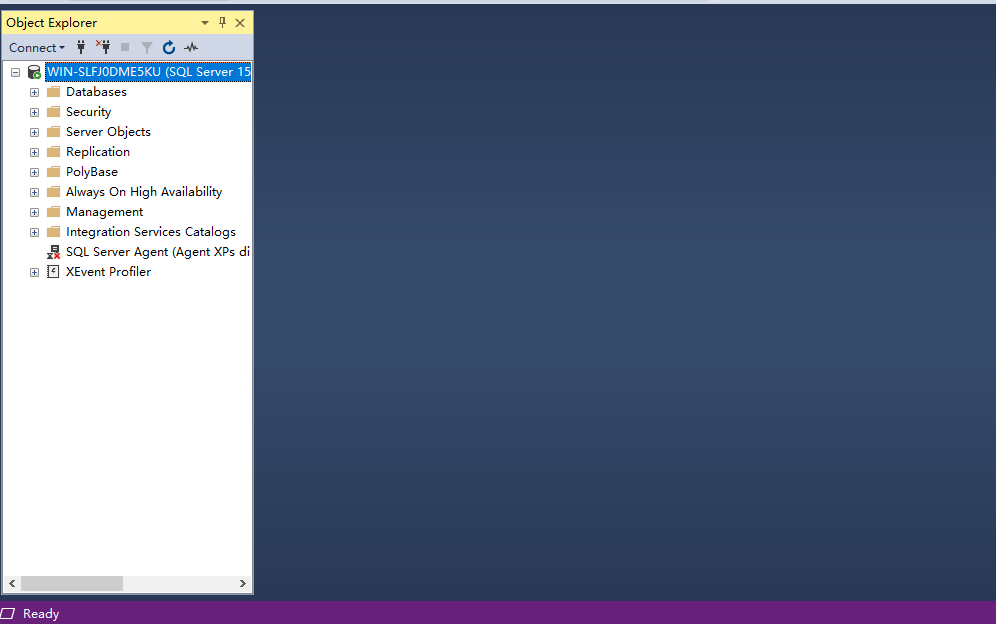 Object Explorer
Connect
WIN-SLFJ0DME5KU (SQL Server 15
Databases
Security
Server Objects
Replication
PolyBase
Always On High Availability
Management
Integration Services Catalogs
SQL Server Agent (Agent XPs di
XEvent Profiler
Ready